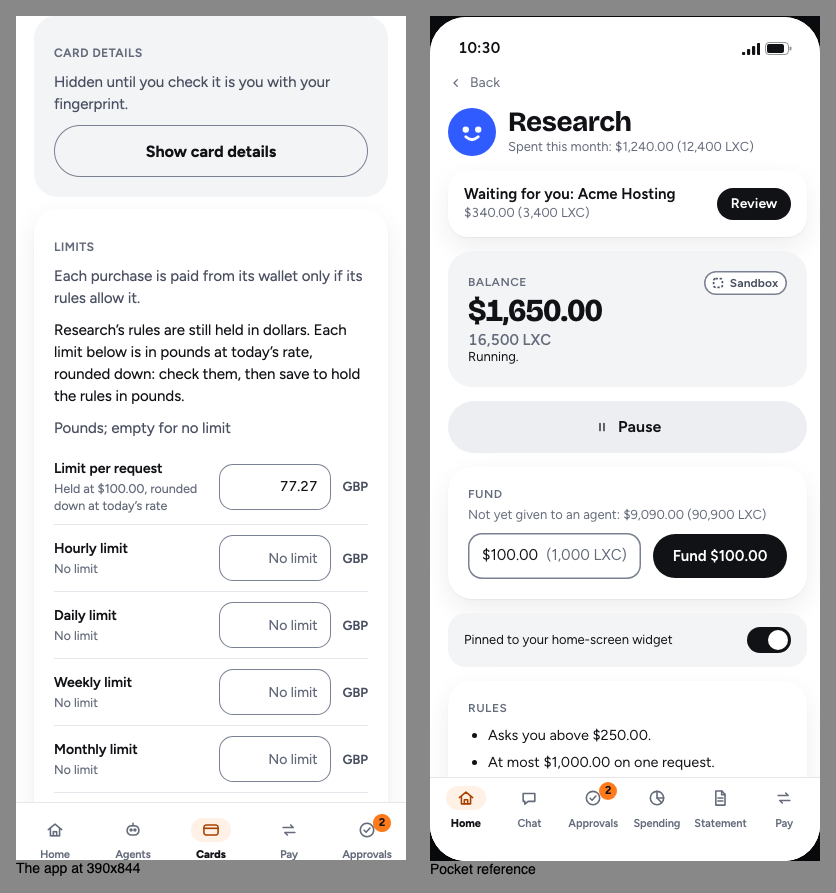 CARD DETAILS
Hidden until you check it is you with your
fingerprint.
Show card details
LIMITS
Each purchase is paid from its wallet only if its
rules allow it.
Research’s rules are still held in dollars. Each
limit below is in pounds at today’s rate,
rounded down: check them, then save to hold
the rules in pounds.
Pounds; empty for no limit
Limit per request
Held at $100.00, rounded
down at today’s rate
77.27 GBP
Hourly limit
No limit
No limit GBP
Daily limit
No limit
No limit GBP
Weekly limit
No limit
No limit GBP
Monthly limit
No limit
No limit GBP
2
Home Agents Cards Pay Approvals
The app at 390x844
10:30
Back
Research
Spent this month: $1,240.00 (12,400 LXC)
Waiting for you: Acme Hosting
$340.00 (3,400 LXC)
Review
BALANCE
Sandbox
$1,650.00
16,500 LXC
Running.
Pause
FUND
Not yet given to an agent: $9,090.00 (90,900 LXC)
$100.00 (1,000 LXC) Fund $100.00
Pinned to your home-screen widget
RULES
• Asks you above $250.00.
• At most $1,000.00 on one request.
2
Home Chat Approvals Spending Statement Pay
Pocket reference